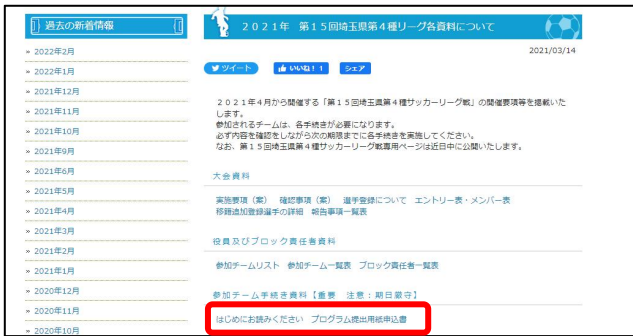 過去の新着情報
» 2022年2月
» 2022年1月
» 2021年12月
» 2021年11月
» 2021年10月
» 2021年9月
» 2021年6月
» 2021年5月
» 2021年4月
» 2021年3月
» 2021年2月
» 2021年1月
» 2020年12月
» 2020年11月
» 2020年10月
2021年 第15回埼玉県第4種リーグ各資料について
2021/03/14
ツイート いいね！ 1 シェア
2021年4月から開催する「第15回埼玉県第4種サッカーリーグ戦」の開催要項等を掲載いた
します。
参加されるチームは、各手続きが必要になります。
必ず内容を確認をしながら次の期限までに各手続きを実施してください。
なお、第15回埼玉県第4種サッカーリーグ戦専用ページは近日中に公開いたします。
大会資料
実施要項（案） 確認事項（案） 選手登録について エントリー表・メンバー表
移籍追加登録選手の詳細 報告事項一覧表
役員及びブロック責任者資料
参加チームリスト 参加チーム一覧表 ブロック責任者一覧表
参加チーム手続き資料【重要 注意：期日厳守】
はじめにお読みください プログラム提出用紙申込書